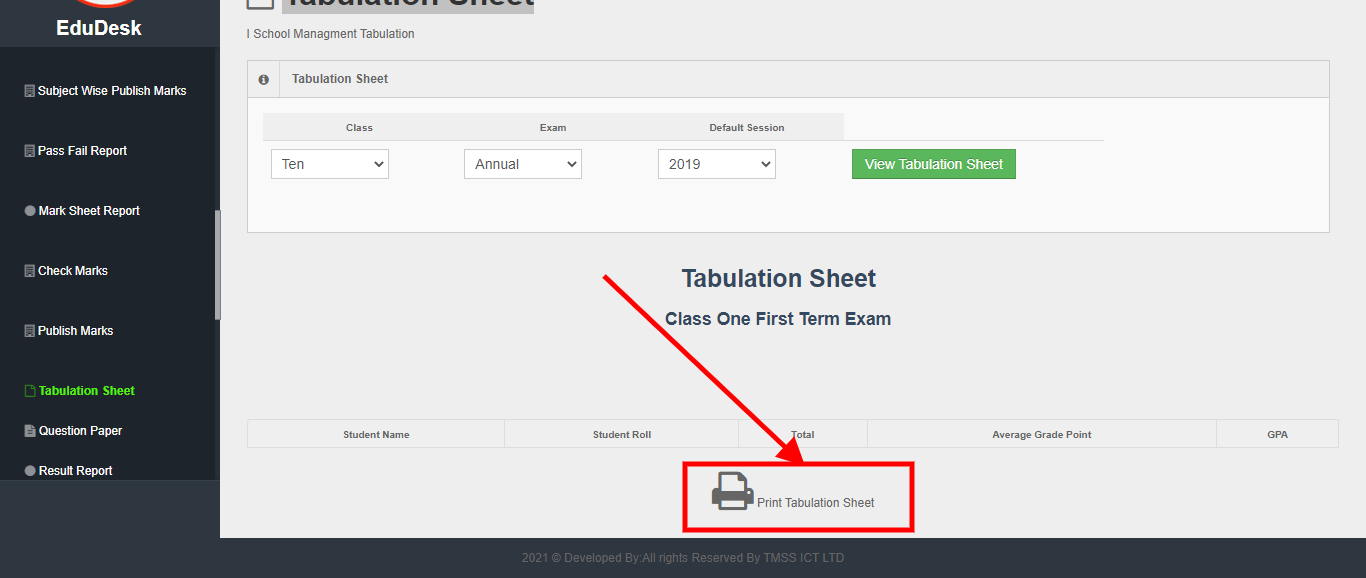 Tabulation Sheet
EduDesk
I School Managment Tabulation
Subject Wise Publish Marks
Pass Fail Report
Mark Sheet Report
Check Marks
Publish Marks
Tabulation Sheet
Question Paper
Result Report
Tabulation Sheet
Class Exam Default Session
Ten Annual 2019 View Tabulation Sheet
Tabulation Sheet
Class One First Term Exam
Student Name Student Roll Total Average Grade Point GPA
Print Tabulation Sheet
2021 © Developed By:All rights Reserved By TMSS ICT LTD